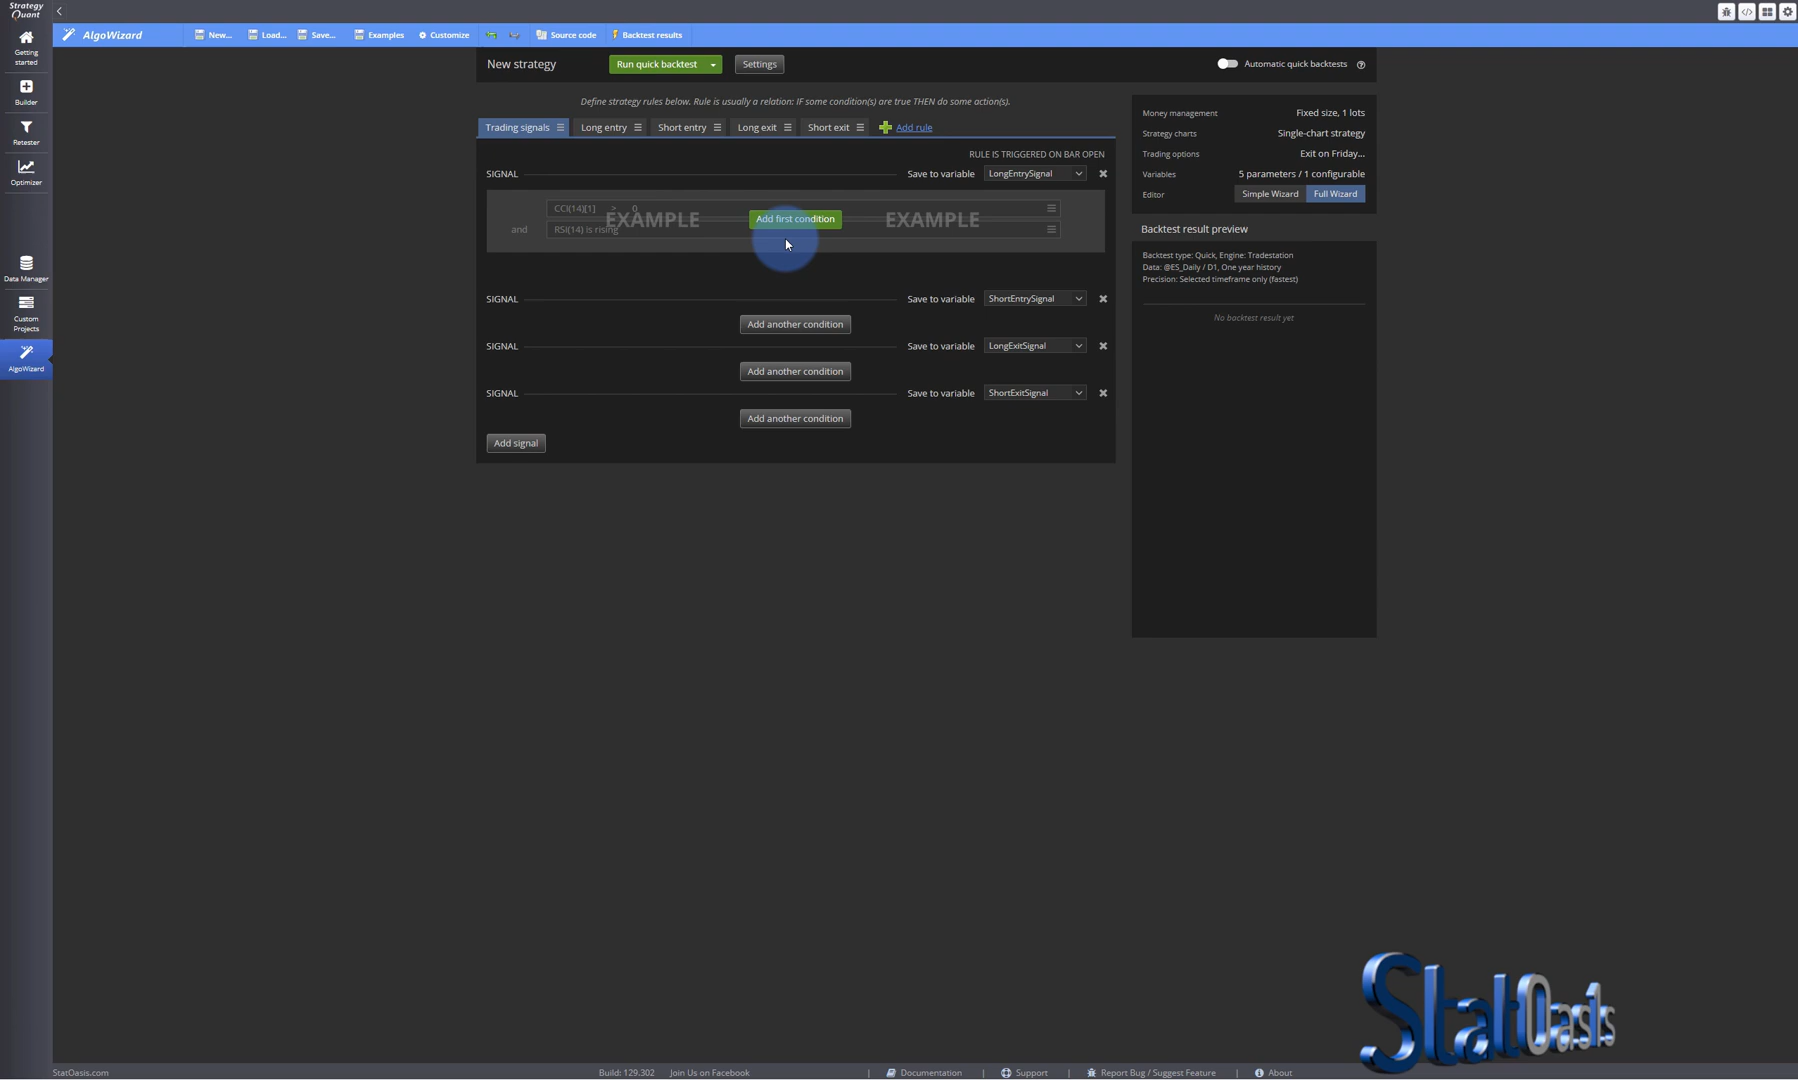 Strategy
Quant
Getting
started
Builder
Retester
Optimizer
Data Manager
Custom
Projects
AlgoWizard
AlgoWizard
New...
Load...
Save...
Examples
Customize
Source code
Backtest results
New strategy
Run quick backtest
Settings
Automatic quick backtests
Define strategy rules below. Rule is usually a relation: IF some condition(s) are true THEN do some action(s).
Trading signals
Long entry
Short entry
Long exit
Short exit
Add rule
RULE IS TRIGGERED ON BAR OPEN
SIGNAL
Save to variable
LongEntrySignal
CCI(14)[1] > 0
EXAMPLE
Add first condition
EXAMPLE
and
RSI(14) is rising
SIGNAL
Save to variable
ShortEntrySignal
Add another condition
SIGNAL
Save to variable
LongExitSignal
Add another condition
SIGNAL
Save to variable
ShortExitSignal
Add another condition
Add signal
Money management
Fixed size, 1 lots
Strategy charts
Single-chart strategy
Trading options
Exit on Friday...
Variables
5 parameters / 1 configurable
Editor
Simple Wizard
Full Wizard
Backtest result preview
Backtest type: Quick, Engine: Tradestation
Data: @ES_Daily / D1, One year history
Precision: Selected timeframe only (fastest)
No backtest result yet
StatOasis
StatOasis.com
Build: 129.302
Join Us on Facebook
Documentation
Support
Report Bug / Suggest Feature
About